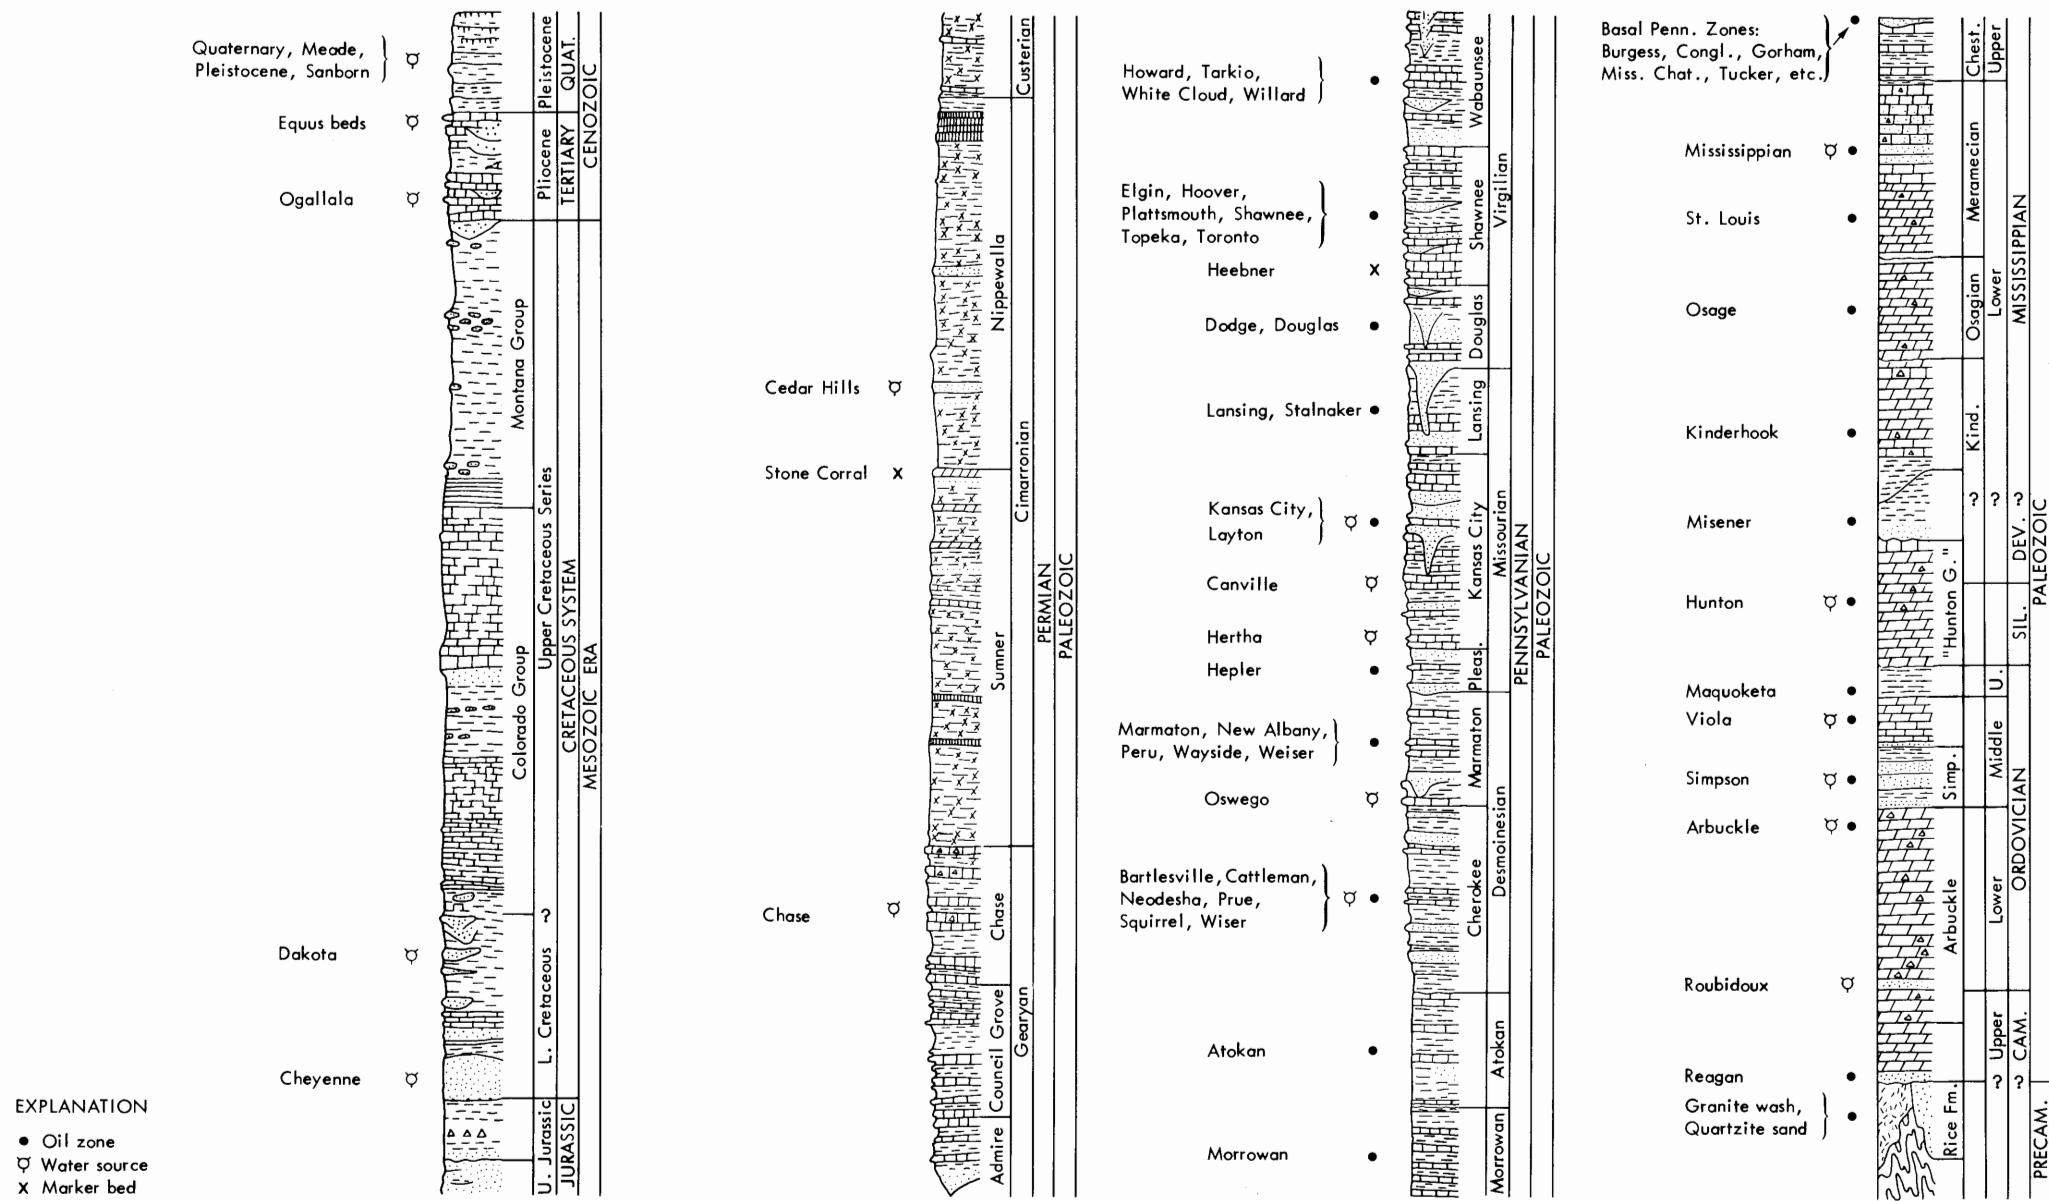 Quaternary, Meade,
Pleistocene, Sanborn
Equus beds
Ogallala
Dakota
Cheyenne
EXPLANATION
Oil zone
Water source
x Marker bed
Montana Group
Colorado Group
Pleistocene
Pliocene
Upper Cretaceous Series
?
L. Cretaceous
U. Jurassic
QUAT.
TERTIARY
CRETACEOUS SYSTEM
JURASSIC
CENOZOIC
MESOZOIC ERA
Cedar Hills
Stone Corral x
Chase
Nippewalla
Sumner
Chase
Council Grove
Admire
Custerian
Cimarronian
Gearyan
PERMIAN
PALEOZOIC
Howard, Tarkio,
White Cloud, Willard
Elgin, Hoover,
Plattsmouth, Shawnee,
Topeka, Toronto
Heebner x
Dodge, Douglas
Lansing, Stalnaker
Kansas City,
Layton
Canville
Hertha
Hepler
Marmaton, New Albany,
Peru, Wayside, Weiser
Oswego
Bartlesville, Cattleman,
Neodesha, Prue,
Squirrel, Wiser
Atokan
Morrowan
Wabaunsee
Shawnee
Douglas
Lansing
Kansas City
Pleas.
Marmaton
Cherokee
Atokan
Morrowan
Virgilian
Missourian
Desmoinesian
PENNSYLVANIAN
PALEOZOIC
Basal Penn. Zones:
Burgess, Congl., Gorham,
Miss. Chat., Tucker, etc.
Mississippian
St. Louis
Osage
Kinderhook
Misener
Hunton
Maquoketa
Viola
Simpson
Arbuckle
Roubidoux
Reagan
Granite wash,
Quartzite sand
Chest.
Meramecian
Osagian
Kind.
?
"Hunton G."
Simp.
Arbuckle
Rice Fm.
Upper
Lower
?
U.
Middle
Lower
Upper
?
MISSISSIPPIAN
?
DEV.
SIL.
ORDOVICIAN
CAM.
?
PALEOZOIC
PRECAM.